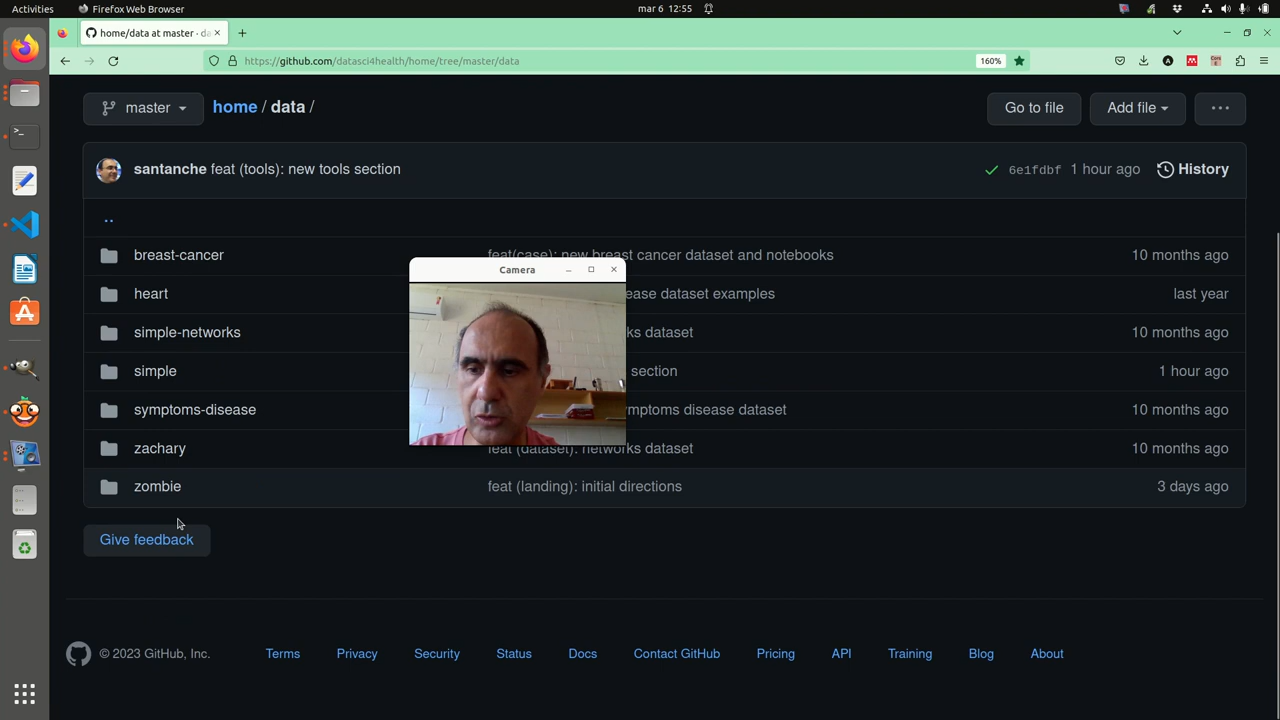 Activities
Firefox Web Browser
mar 6 12:55
home/data at master · da
https://github.com/datasci4health/home/tree/master/data
160%
master
home / data /
Go to file
Add file
santanche feat (tools): new tools section
6e1fdbf 1 hour ago
History
..
breast-cancer feat(case): new breast cancer dataset and notebooks 10 months ago
Camera
heart ease dataset examples last year
simple-networks ks dataset 10 months ago
simple section 1 hour ago
symptoms-disease mptoms disease dataset 10 months ago
zachary feat (dataset): networks dataset 10 months ago
zombie feat (landing): initial directions 3 days ago
Give feedback
© 2023 GitHub, Inc. Terms Privacy Security Status Docs Contact GitHub Pricing API Training Blog About